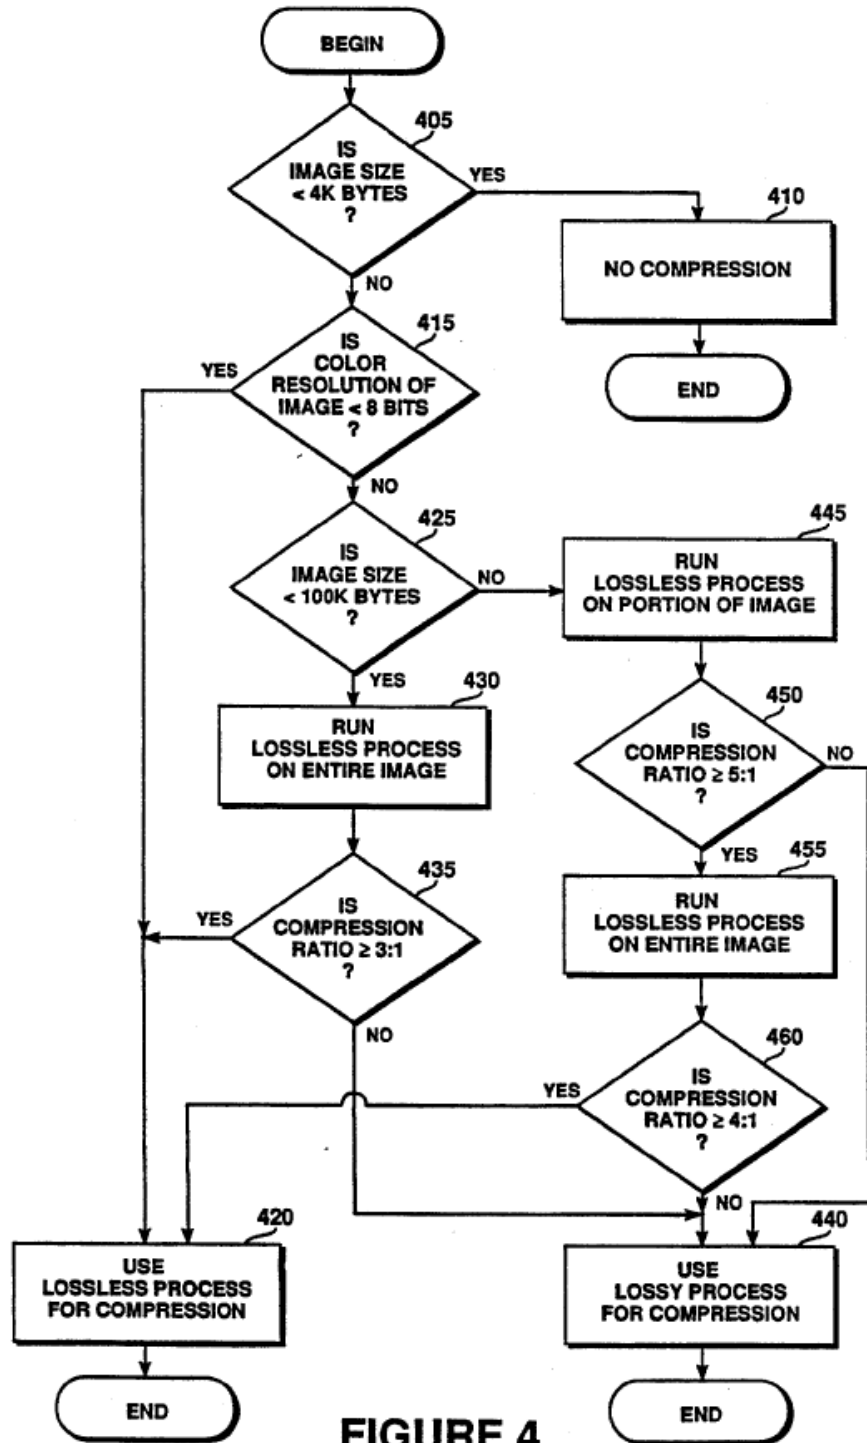 BEGIN
405
IS
IMAGE SIZE
< 4K BYTES
?
YES
NO
410
NO COMPRESSION
END
415
IS
COLOR
RESOLUTION OF
IMAGE < 8 BITS
?
YES
NO
425
IS
IMAGE SIZE
< 100K BYTES
?
NO
YES
445
RUN
LOSSLESS PROCESS
ON PORTION OF IMAGE
430
RUN
LOSSLESS PROCESS
ON ENTIRE IMAGE
450
IS
COMPRESSION
RATIO ≥ 5:1
?
NO
YES
435
IS
COMPRESSION
RATIO ≥ 3:1
?
YES
NO
455
RUN
LOSSLESS PROCESS
ON ENTIRE IMAGE
460
IS
COMPRESSION
RATIO ≥ 4:1
?
YES
NO
420
USE
LOSSLESS PROCESS
FOR COMPRESSION
END
440
USE
LOSSY PROCESS
FOR COMPRESSION
END
FIGURE 4